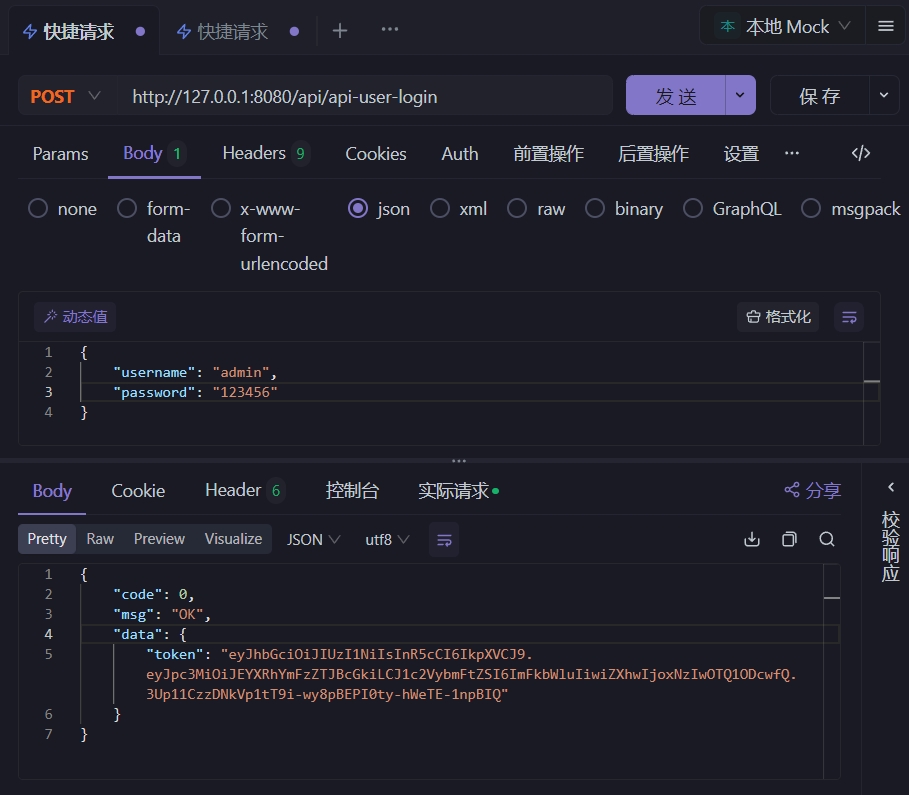 快捷请求
快捷请求
本 本地 Mock
POST http://127.0.0.1:8080/api/api-user-login 发送 保存
Params Body 1 Headers 9 Cookies Auth 前置操作 后置操作 设置 ··· </>
none form-data x-www-form-urlencoded json xml raw binary GraphQL msgpack
动态值 格式化
1 {
2 "username": "admin",
3 "password": "123456"
4 }
Body Cookie Header 6 控制台 实际请求 分享
校验响应
Pretty Raw Preview Visualize JSON utf8
1 {
2 "code": 0,
3 "msg": "OK",
4 "data": {
5 "token": "eyJhbGciOiJIUzI1NiIsInR5cCI6IkpXVCJ9.
eyJpc3MiOiJEYXRhYmFzZTJBcGkiLCJ1c2VybmFtZSI6ImFkbWluIiwiZXhwIjoxNzIwOTQ1ODcwfQ.
3Up11CzzDNkVp1tT9i-wy8pBEPI0ty-hWeTE-1npBIQ"
6 }
7 }